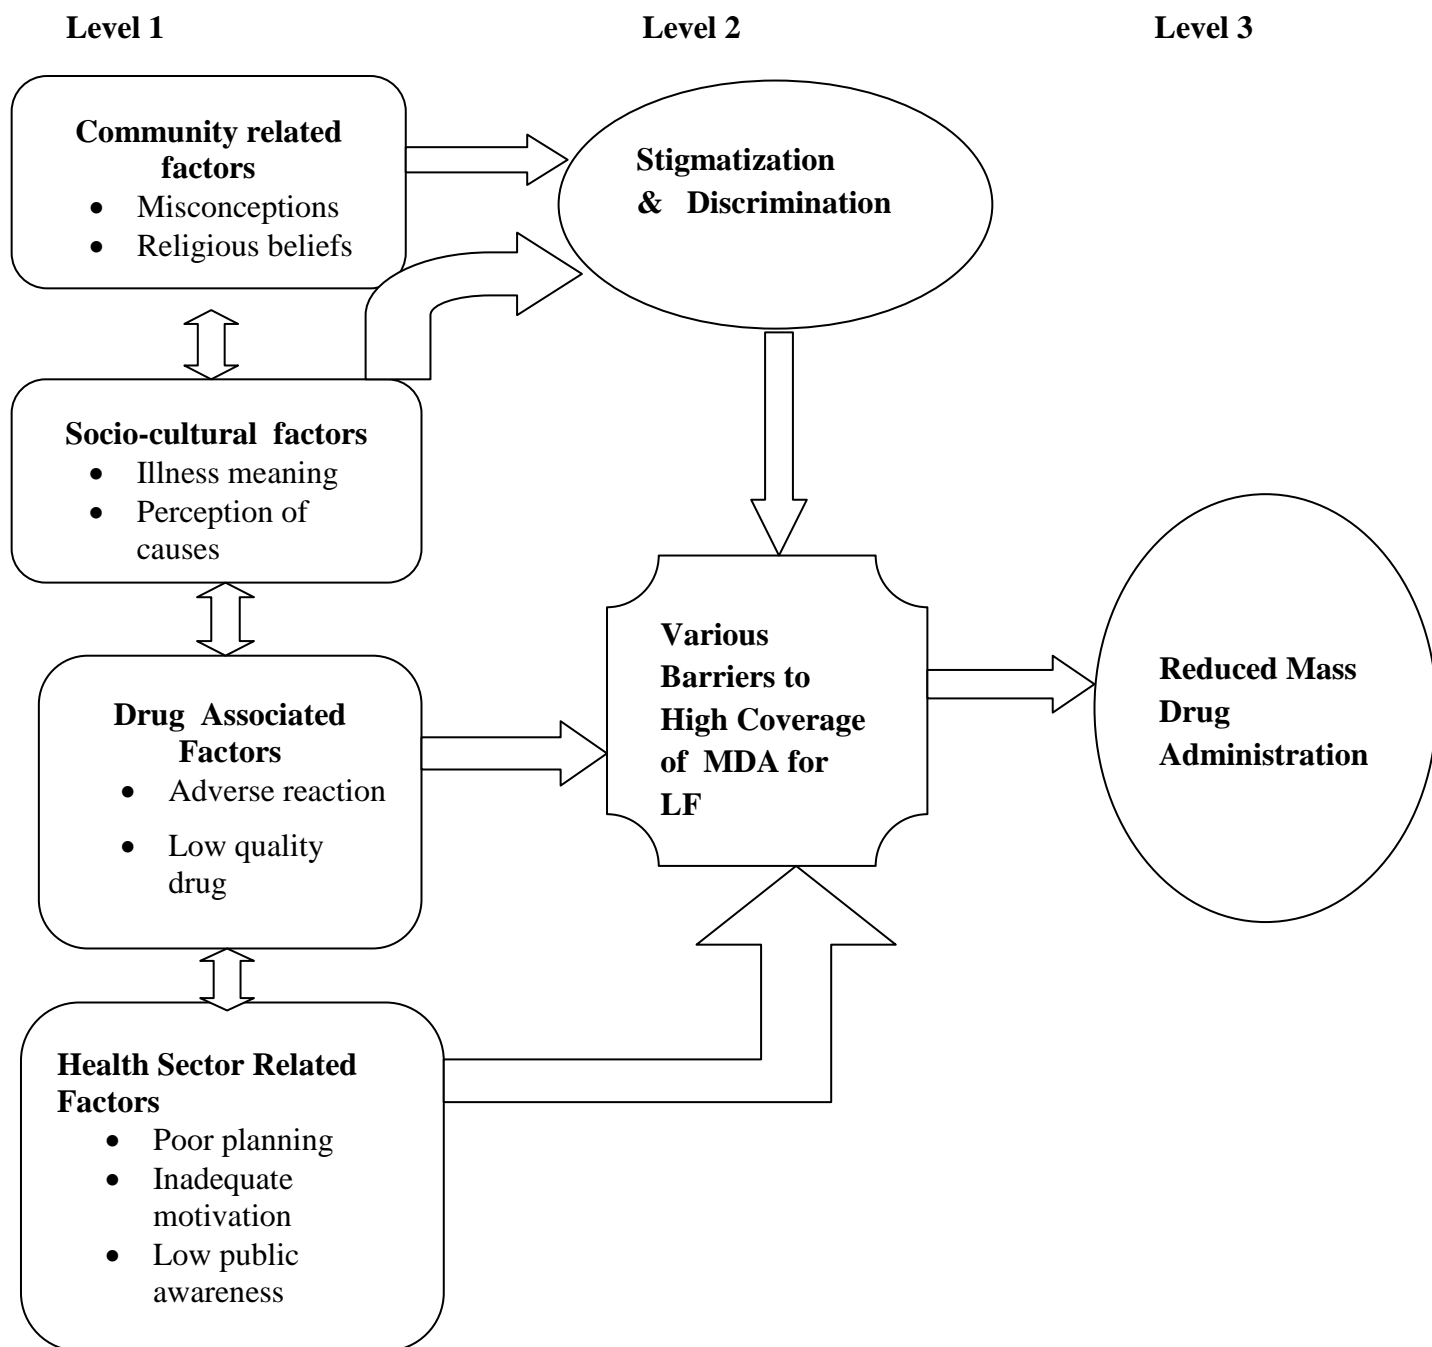 Level 1
Level 2
Level 3
Community related
factors
• Misconceptions
• Religious beliefs
Stigmatization
& Discrimination
Socio-cultural factors
• Illness meaning
• Perception of
causes
Drug Associated
Factors
• Adverse reaction
• Low quality
drug
Various
Barriers to
High Coverage
of MDA for
LF
Reduced Mass
Drug
Administration
Health Sector Related
Factors
• Poor planning
• Inadequate
motivation
• Low public
awareness